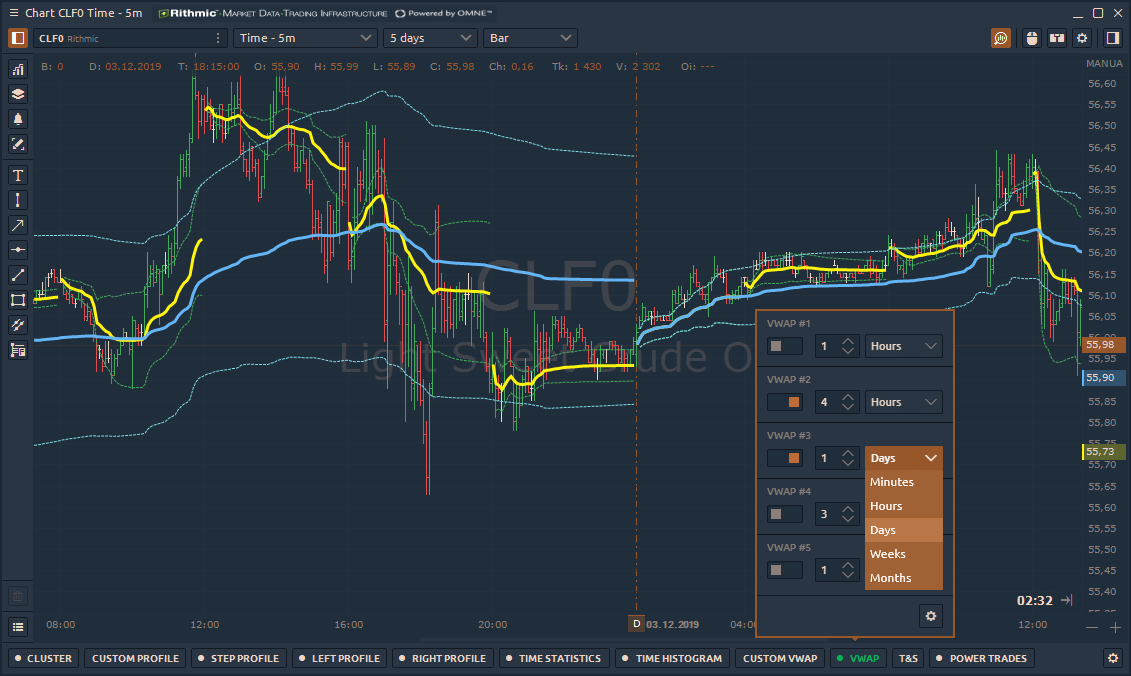 Chart CLF0 Time - 5m Rithmic - Market Data-Trading Infrastructure Powered by OMNE™
CLF0 Rithmic Time - 5m 5 days Bar
B: 0 D: 03.12.2019 T: 18:15:00 O: 55,90 H: 55,99 L: 55,89 C: 55,98 Ch: 0,16 Tk: 1 430 V: 2 302 Oi: ---
MANUA
56,60
56,55
56,50
56,45
56,40
56,35
56,30
56,25
56,20
56,15
56,10
56,05
55,98
55,95
55,90
55,85
55,80
55,75
55,73
55,70
55,65
55,60
55,55
55,50
55,45
55,40
CLF0
Light Sweet Crude O
VWAP #1
1 Hours
VWAP #2
4 Hours
VWAP #3
1 Days
Minutes
Hours
Days
Weeks
Months
VWAP #4
3
VWAP #5
1
02:32
08:00 12:00 16:00 20:00 D 03.12.2019 04:0 12:00
CLUSTER CUSTOM PROFILE STEP PROFILE LEFT PROFILE RIGHT PROFILE TIME STATISTICS TIME HISTOGRAM CUSTOM VWAP VWAP T&S POWER TRADES